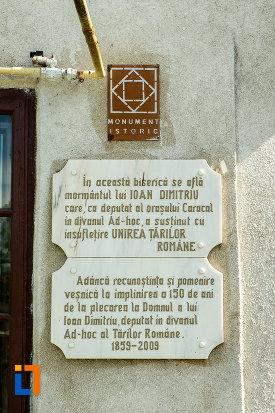 MONUMENT
ISTORIC
În această biserică se află
mormântul lui IOAN DIMITRIU
care, ca deputat al orașului Caracal
în divanul Ad-hoc, a susținut cu
însuflețire UNIREA ȚĂRILOR
ROMÂNE
Adâncă recunoștință și pomenire
veșnică la împlinirea a 150 de ani
de la plecarea la Domnul a lui
Ioan Dimitriu, deputat în divanul
Ad-hoc al Țărilor Române.
1859-2009